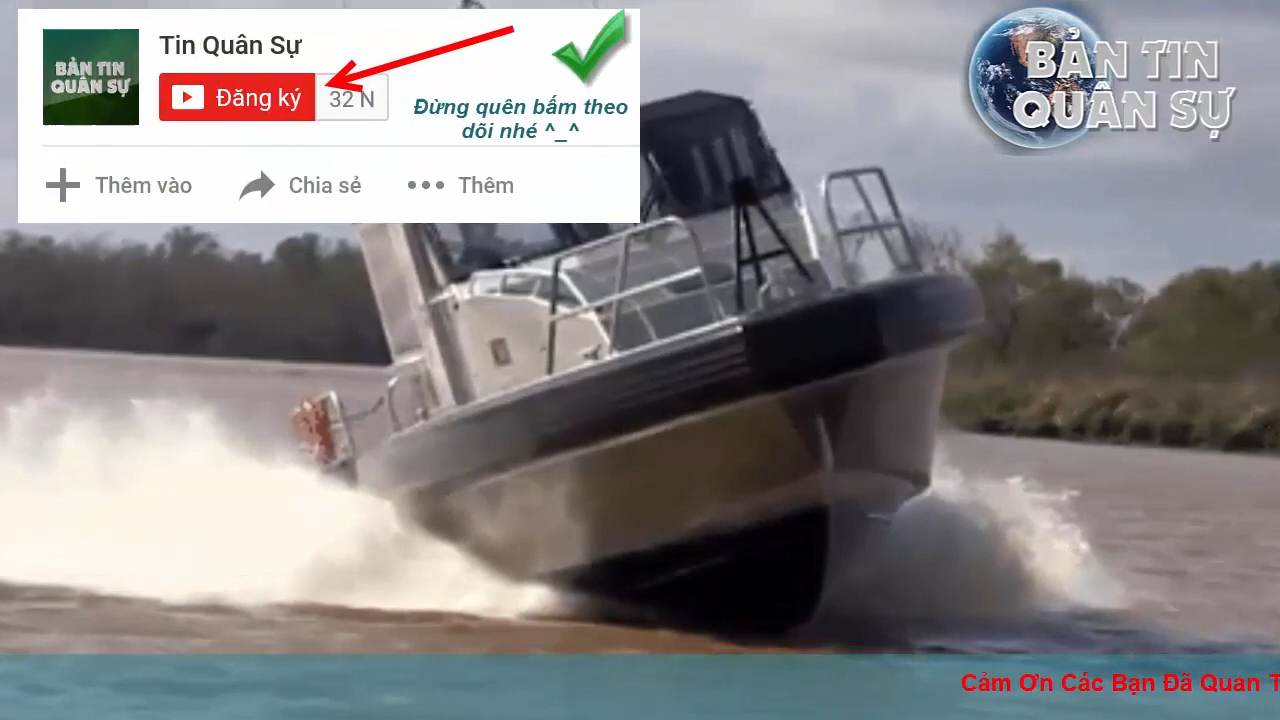 Tin Quân Sự
BẢN TIN
QUÂN SỰ
Đăng ký
32 N
Đừng quên bấm theo
dõi nhé ^_^
Thêm vào
Chia sẻ
Thêm
BẢN TIN
QUÂN SỰ
Cảm Ơn Các Bạn Đã Quan